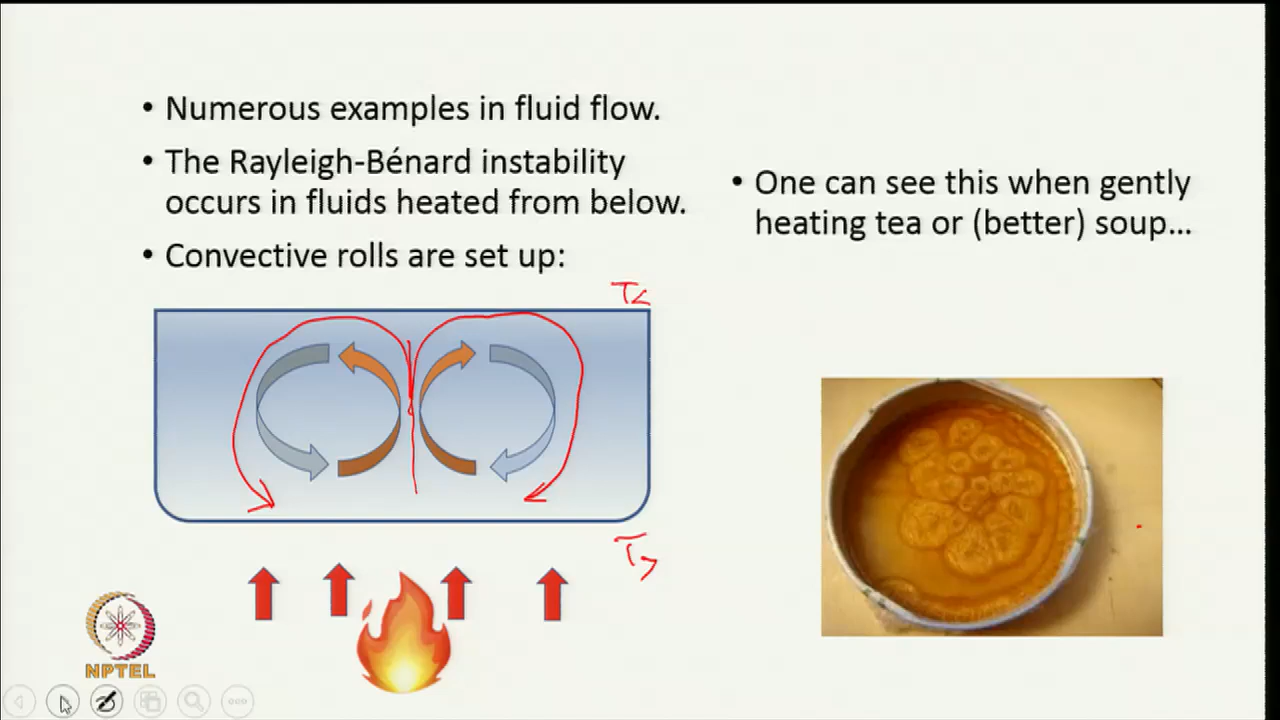 • Numerous examples in fluid flow.
• The Rayleigh-Bénard instability
occurs in fluids heated from below.
• Convective rolls are set up:
• One can see this when gently
heating tea or (better) soup...
T<
T>
NPTEL